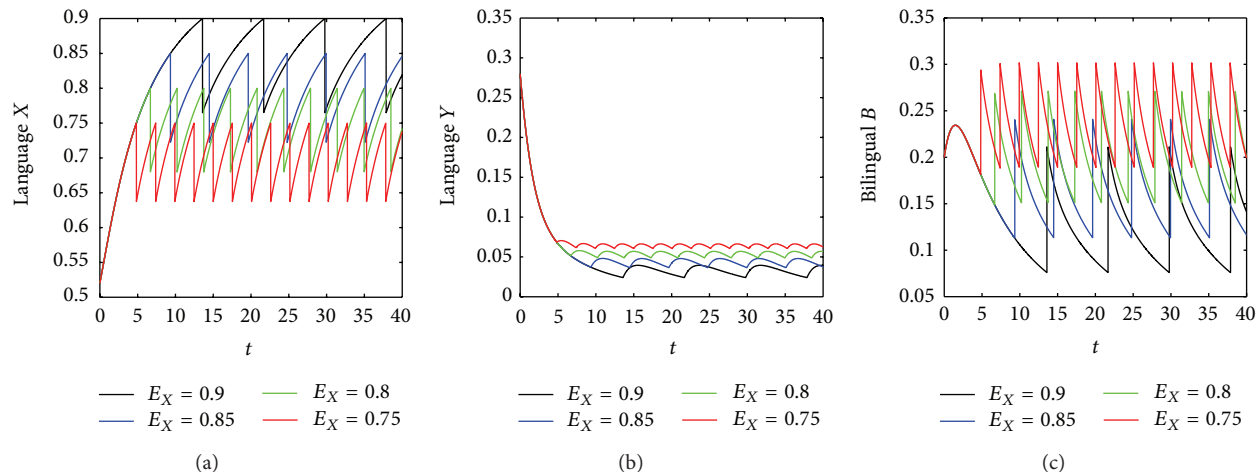 0.9
0.85
0.8
0.75
0.7
0.65
0.6
0.55
0.5
Language X
0 5 10 15 20 25 30 35 40
t
E_X = 0.9 E_X = 0.8
E_X = 0.85 E_X = 0.75
(a)
0.35
0.3
0.25
0.2
0.15
0.1
0.05
0
Language Y
0 5 10 15 20 25 30 35 40
t
E_X = 0.9 E_X = 0.8
E_X = 0.85 E_X = 0.75
(b)
0.35
0.3
0.25
0.2
0.15
0.1
0.05
Bilingual B
0 5 10 15 20 25 30 35 40
t
E_X = 0.9 E_X = 0.8
E_X = 0.85 E_X = 0.75
(c)